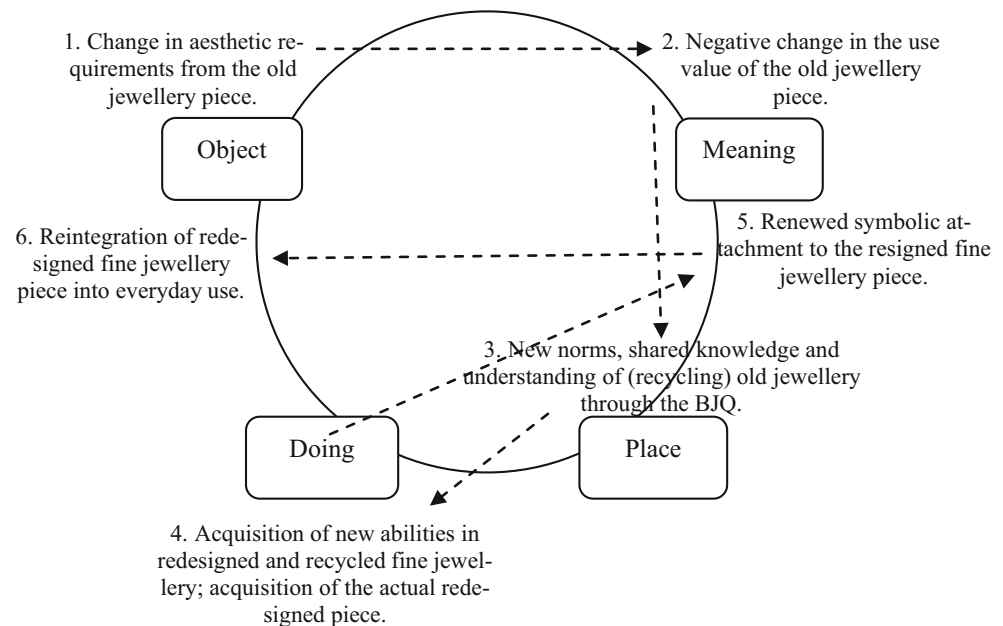 1. Change in aesthetic re-
quirements from the old
jewellery piece.
2. Negative change in the use
value of the old jewellery
piece.
Object
Meaning
6. Reintegration of rede-
signed fine jewellery
piece into everyday use.
5. Renewed symbolic at-
tachment to the resigned fine
jewellery piece.
3. New norms, shared knowledge and
understanding of (recycling) old jewellery
through the BJQ.
Doing
Place
4. Acquisition of new abilities in
redesigned and recycled fine jewel-
lery; acquisition of the actual rede-
signed piece.